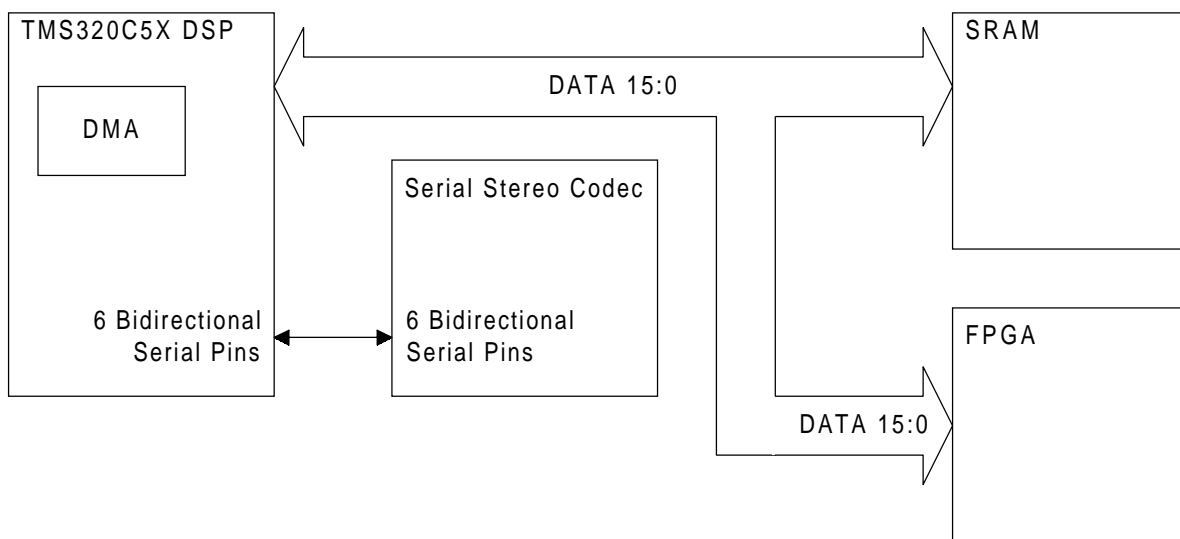 TMS320C5X DSP
DMA
6 Bidirectional
Serial Pins
DATA 15:0
Serial Stereo Codec
6 Bidirectional
Serial Pins
SRAM
FPGA
DATA 15:0